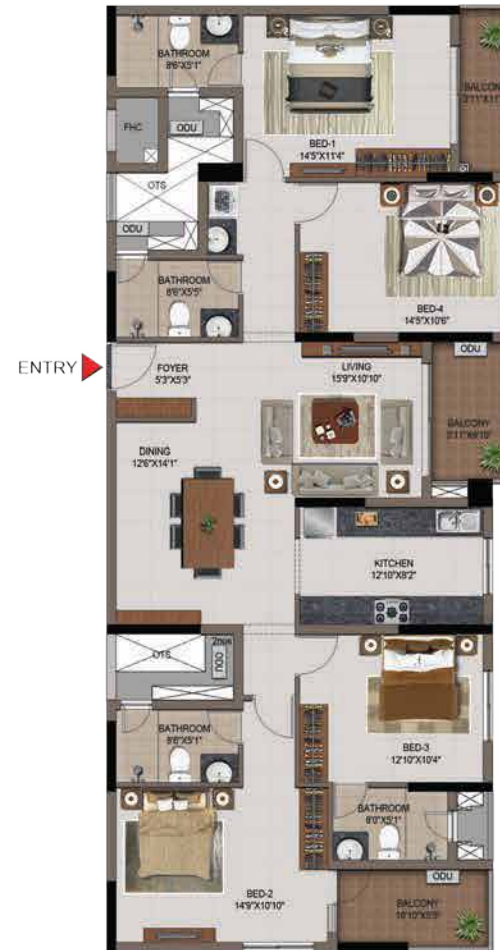 BATHROOM
8'6"X5'1"
BED-1
14'5"X11'4"
FHC
ODU
OTS
ODU
BATHROOM
8'6"X5'5"
BED-4
14'5"X10'6"
ENTRY
FOYER
5'3"X5'3"
LIVING
15'9"X10'10"
ODU
BALCONY
DINING
12'6"X14'1"
KITCHEN
12'10"X8'2"
OTS
2nos
ODU
BATHROOM
8'6"X5'1"
BED-3
12'10"X10'4"
BATHROOM
8'0"X5'1"
BED-2
14'9"X10'10"
ODU
BALCONY